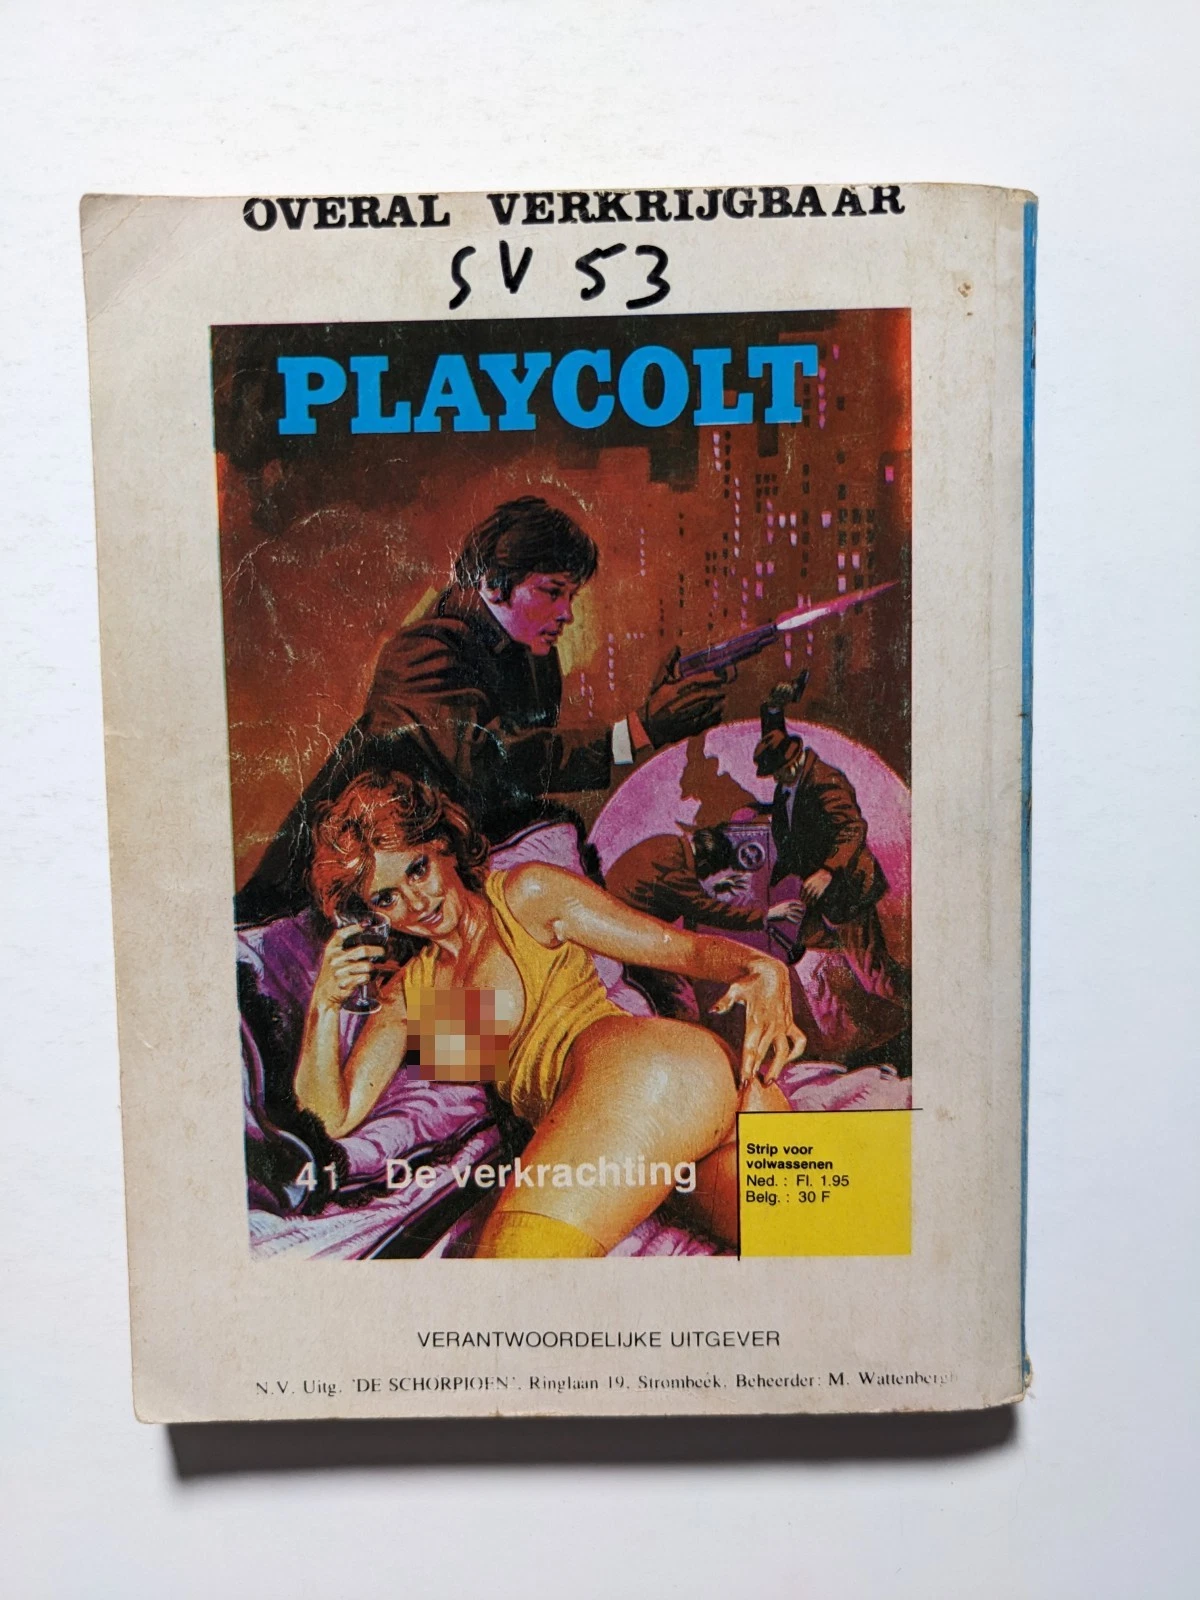 OVERAL VERKRIJGBAAR
SV 53
PLAYCOLT
41 De verkrachting
Strip voor
volwassenen
Ned. : Fl. 1.95
Belg. : 30 F
VERANTWOORDELIJKE UITGEVER
N.V. Uitg. 'DE SCHORPIOEN', Ringlaan 19, Strombeek. Beheerder: M. Wattenbergh